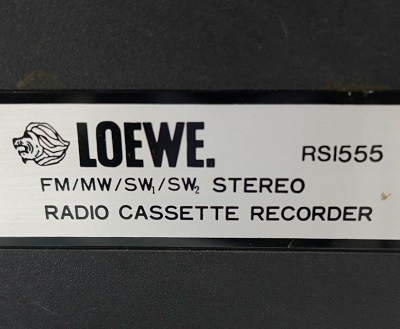 LOEWE. RS1555
FM/MW/SW₁/SW₂ STEREO
RADIO CASSETTE RECORDER